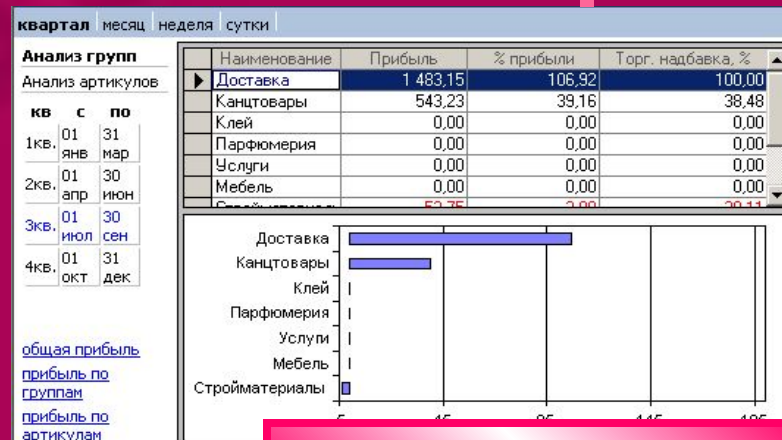 квартал месяц неделя сутки
Анализ групп
Анализ артикулов
кв с по
1кв. 01 янв 31 мар
2кв. 01 апр 30 июн
3кв. 01 июл 30 сен
4кв. 01 окт 31 дек
общая прибыль
прибыль по
группам
прибыль по
артикулам
Наименование Прибыль % прибыли Торг. надбавка, %
Доставка 1 483,15 106,92 100,00
Канцтовары 543,23 39,16 38,48
Клей 0,00 0,00 0,00
Парфюмерия 0,00 0,00 0,00
Услуги 0,00 0,00 0,00
Мебель 0,00 0,00 0,00
Доставка
Канцтовары
Клей
Парфюмерия
Услуги
Мебель
Стройматериалы